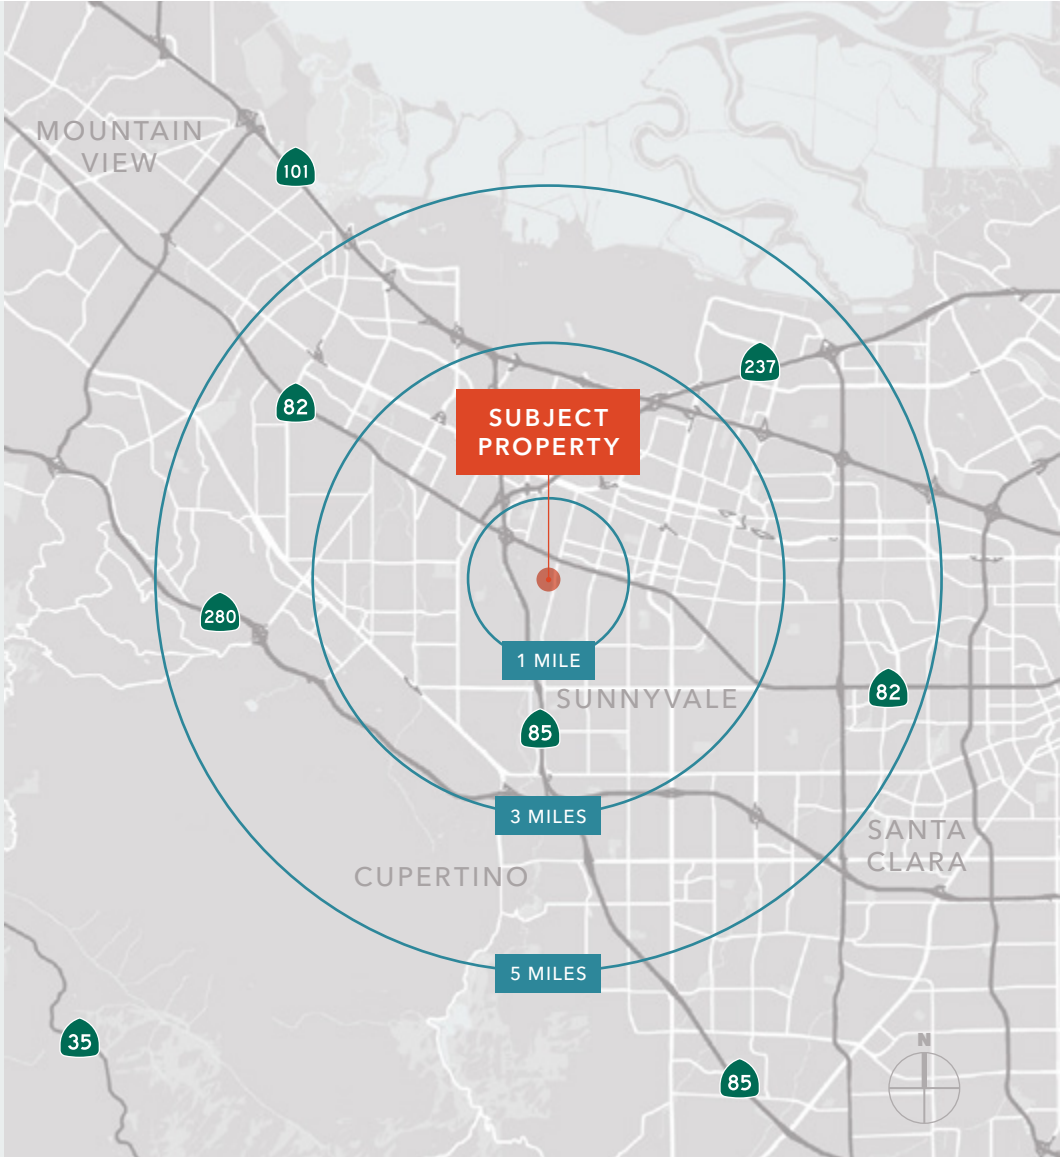 MOUNTAIN
VIEW
101
237
82
SUBJECT
PROPERTY
280
1 MILE
82
SUNNYVALE
85
3 MILES
SANTA
CLARA
CUPERTINO
5 MILES
35
N
85